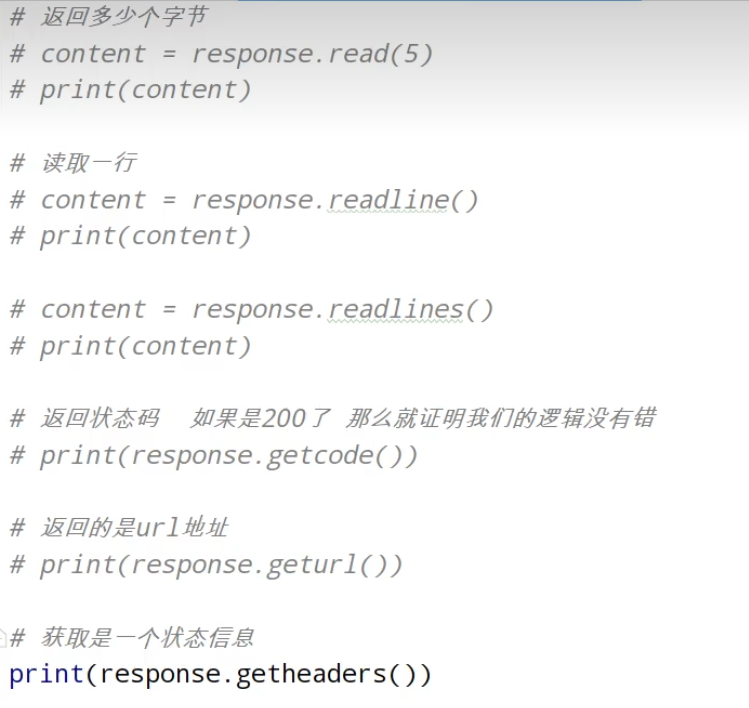 # 返回多少个字节
# content = response.read(5)
# print(content)
# 读取一行
# content = response.readline()
# print(content)
# content = response.readlines()
# print(content)
# 返回状态码  如果是200了 那么就证明我们的逻辑没有错
# print(response.getcode())
# 返回的是url地址
# print(response.geturl())
# 获取是一个状态信息
print(response.getheaders())